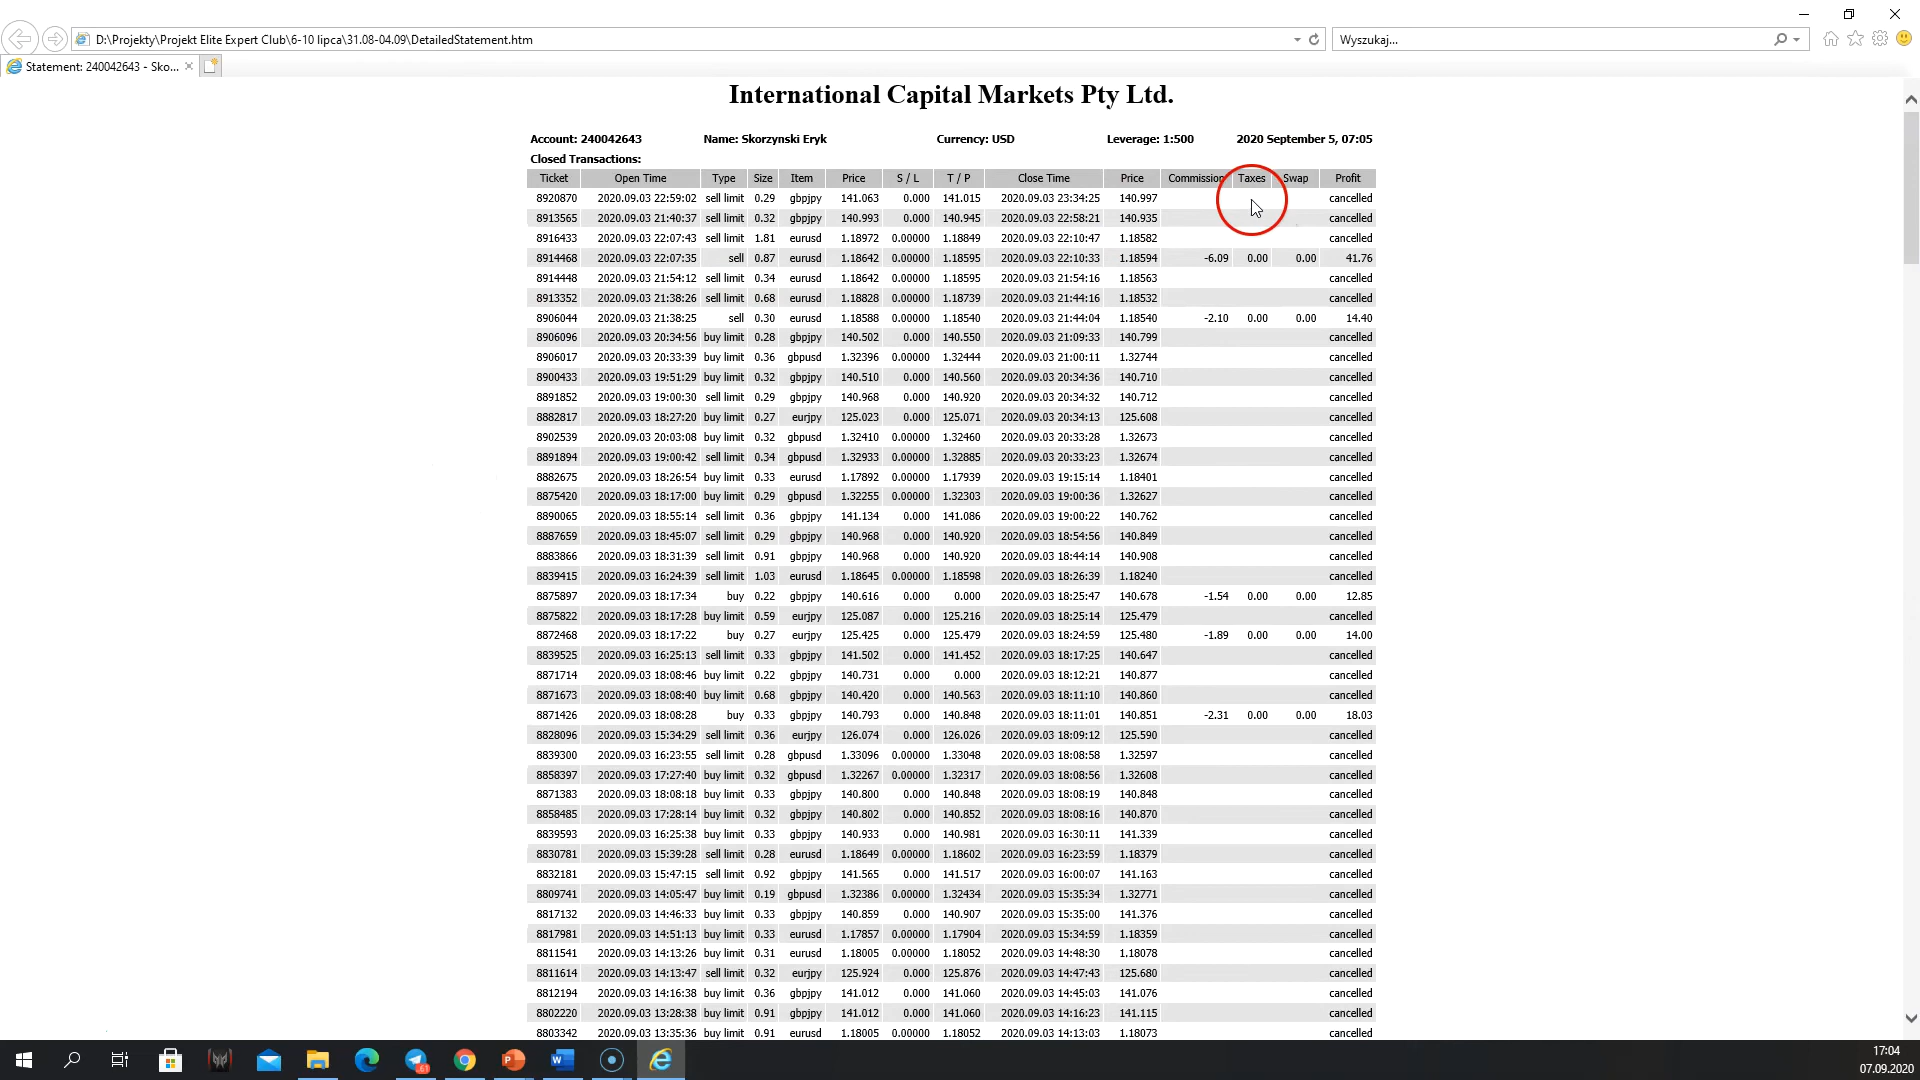 D:\Projekty\Projekt Elite Expert Club\6-10 lipca\31.08-04.09\DetailedStatement.htm
Wyszukaj...
Statement: 240042643 - Sko...
International Capital Markets Pty Ltd.
Account: 240042643 Name: Skorzynski Eryk Currency: USD Leverage: 1:500 2020 September 5, 07:05
Closed Transactions:
Ticket Open Time Type Size Item Price S / L T / P Close Time Price Commission Taxes Swap Profit
8920870 2020.09.03 22:59:02 sell limit 0.29 gbpjpy 141.063 0.000 141.015 2020.09.03 23:34:25 140.997 cancelled
8913565 2020.09.03 21:40:37 sell limit 0.32 gbpjpy 140.993 0.000 140.945 2020.09.03 22:58:21 140.935 cancelled
8916433 2020.09.03 22:07:43 sell limit 1.81 eurusd 1.18972 0.00000 1.18849 2020.09.03 22:10:47 1.18582 cancelled
8914468 2020.09.03 22:07:35 sell 0.87 eurusd 1.18642 0.00000 1.18595 2020.09.03 22:10:33 1.18594 -6.09 0.00 0.00 41.76
8914448 2020.09.03 21:54:12 sell limit 0.34 eurusd 1.18642 0.00000 1.18595 2020.09.03 21:54:16 1.18563 cancelled
8913352 2020.09.03 21:38:26 sell limit 0.68 eurusd 1.18828 0.00000 1.18739 2020.09.03 21:44:16 1.18532 cancelled
8906044 2020.09.03 21:38:25 sell 0.30 eurusd 1.18588 0.00000 1.18540 2020.09.03 21:44:04 1.18540 -2.10 0.00 0.00 14.40
8906096 2020.09.03 20:34:56 buy limit 0.28 gbpjpy 140.502 0.000 140.550 2020.09.03 21:09:33 140.799 cancelled
8906017 2020.09.03 20:33:39 buy limit 0.36 gbpusd 1.32396 0.00000 1.32444 2020.09.03 21:00:11 1.32744 cancelled
8900433 2020.09.03 19:51:29 buy limit 0.32 gbpjpy 140.510 0.000 140.560 2020.09.03 20:34:36 140.710 cancelled
8891852 2020.09.03 19:00:30 sell limit 0.29 gbpjpy 140.968 0.000 140.920 2020.09.03 20:34:32 140.712 cancelled
8882817 2020.09.03 18:27:20 buy limit 0.27 eurjpy 125.023 0.000 125.071 2020.09.03 20:34:13 125.608 cancelled
8902539 2020.09.03 20:03:08 buy limit 0.32 gbpusd 1.32410 0.00000 1.32460 2020.09.03 20:33:28 1.32673 cancelled
8891894 2020.09.03 19:00:42 sell limit 0.34 gbpusd 1.32933 0.00000 1.32885 2020.09.03 20:33:23 1.32674 cancelled
8882675 2020.09.03 18:26:54 buy limit 0.33 eurusd 1.17892 0.00000 1.17939 2020.09.03 19:15:14 1.18401 cancelled
8875420 2020.09.03 18:17:00 buy limit 0.29 gbpusd 1.32255 0.00000 1.32303 2020.09.03 19:00:36 1.32627 cancelled
8890065 2020.09.03 18:55:14 sell limit 0.36 gbpjpy 141.134 0.000 141.086 2020.09.03 19:00:22 140.762 cancelled
8887659 2020.09.03 18:45:07 sell limit 0.29 gbpjpy 140.968 0.000 140.920 2020.09.03 18:54:56 140.849 cancelled
8883866 2020.09.03 18:31:39 sell limit 0.91 gbpjpy 140.968 0.000 140.920 2020.09.03 18:44:14 140.908 cancelled
8839415 2020.09.03 16:24:39 sell limit 1.03 eurusd 1.18645 0.00000 1.18598 2020.09.03 18:26:39 1.18240 cancelled
8875897 2020.09.03 18:17:34 buy 0.22 gbpjpy 140.616 0.000 0.000 2020.09.03 18:25:47 140.678 -1.54 0.00 0.00 12.85
8875822 2020.09.03 18:17:28 buy limit 0.59 eurjpy 125.087 0.000 125.216 2020.09.03 18:25:14 125.479 cancelled
8872468 2020.09.03 18:17:22 buy 0.27 eurjpy 125.425 0.000 125.479 2020.09.03 18:24:59 125.480 -1.89 0.00 0.00 14.00
8839525 2020.09.03 16:25:13 sell limit 0.33 gbpjpy 141.502 0.000 141.452 2020.09.03 18:17:25 140.647 cancelled
8871714 2020.09.03 18:08:46 buy limit 0.22 gbpjpy 140.731 0.000 0.000 2020.09.03 18:12:21 140.877 cancelled
8871673 2020.09.03 18:08:40 buy limit 0.68 gbpjpy 140.420 0.000 140.563 2020.09.03 18:11:10 140.860 cancelled
8871426 2020.09.03 18:08:28 buy 0.33 gbpjpy 140.793 0.000 140.848 2020.09.03 18:11:01 140.851 -2.31 0.00 0.00 18.03
8828096 2020.09.03 15:34:29 sell limit 0.36 eurjpy 126.074 0.000 126.026 2020.09.03 18:09:12 125.590 cancelled
8839300 2020.09.03 16:23:55 sell limit 0.28 gbpusd 1.33096 0.00000 1.33048 2020.09.03 18:08:58 1.32597 cancelled
8858397 2020.09.03 17:27:40 buy limit 0.32 gbpusd 1.32267 0.00000 1.32317 2020.09.03 18:08:56 1.32608 cancelled
8871383 2020.09.03 18:08:18 buy limit 0.33 gbpjpy 140.800 0.000 140.848 2020.09.03 18:08:19 140.848 cancelled
8858485 2020.09.03 17:28:14 buy limit 0.32 gbpjpy 140.802 0.000 140.852 2020.09.03 18:08:16 140.870 cancelled
8839593 2020.09.03 16:25:38 buy limit 0.33 gbpjpy 140.933 0.000 140.981 2020.09.03 16:30:11 141.339 cancelled
8830781 2020.09.03 15:39:28 sell limit 0.28 eurusd 1.18649 0.00000 1.18602 2020.09.03 16:23:59 1.18379 cancelled
8832181 2020.09.03 15:47:15 sell limit 0.92 gbpjpy 141.565 0.000 141.517 2020.09.03 16:00:07 141.163 cancelled
8809741 2020.09.03 14:05:47 buy limit 0.19 gbpusd 1.32386 0.00000 1.32434 2020.09.03 15:35:34 1.32771 cancelled
8817132 2020.09.03 14:46:33 buy limit 0.33 gbpjpy 140.859 0.000 140.907 2020.09.03 15:35:00 141.376 cancelled
8817981 2020.09.03 14:51:13 buy limit 0.33 eurusd 1.17857 0.00000 1.17904 2020.09.03 15:34:59 1.18359 cancelled
8811541 2020.09.03 14:13:26 buy limit 0.31 eurusd 1.18005 0.00000 1.18052 2020.09.03 14:48:30 1.18078 cancelled
8811614 2020.09.03 14:13:47 sell limit 0.32 eurjpy 125.924 0.000 125.876 2020.09.03 14:47:43 125.680 cancelled
8812194 2020.09.03 14:16:38 buy limit 0.36 gbpjpy 141.012 0.000 141.060 2020.09.03 14:45:03 141.076 cancelled
8802220 2020.09.03 13:28:38 buy limit 0.91 gbpjpy 141.012 0.000 141.060 2020.09.03 14:16:23 141.115 cancelled
8803342 2020.09.03 13:35:36 buy limit 0.91 eurusd 1.18005 0.00000 1.18052 2020.09.03 14:13:03 1.18073 cancelled
17:04
07.09.2020